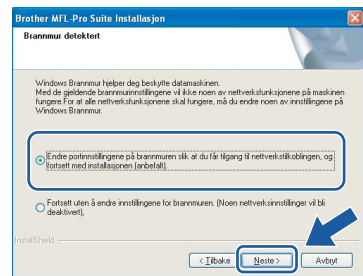 Brother MFL-Pro Suite Installasjon
Brannmur detektert
Windows Brannmur hjelper deg beskytte datamaskinen.
Med de gjeldende brannmurinnstillingene vil ikke noen av nettverksfunksjonene på maskinen
fungere.For at alle nettverksfunksjonene skal fungere, må du endre noen av innstillingene på
Windows Brannmur.
Endre portinnstillingene på brannmuren slik at du får tilgang til nettverkstilkoblingen, og
fortsett med installasjonen (anbefalt).
Fortsett uten å endre innstillingene for brannmuren. (Noen nettverksinnstillinger vil bli
deaktivert),
InstallShield
< Tilbake
Neste >
Avbryt